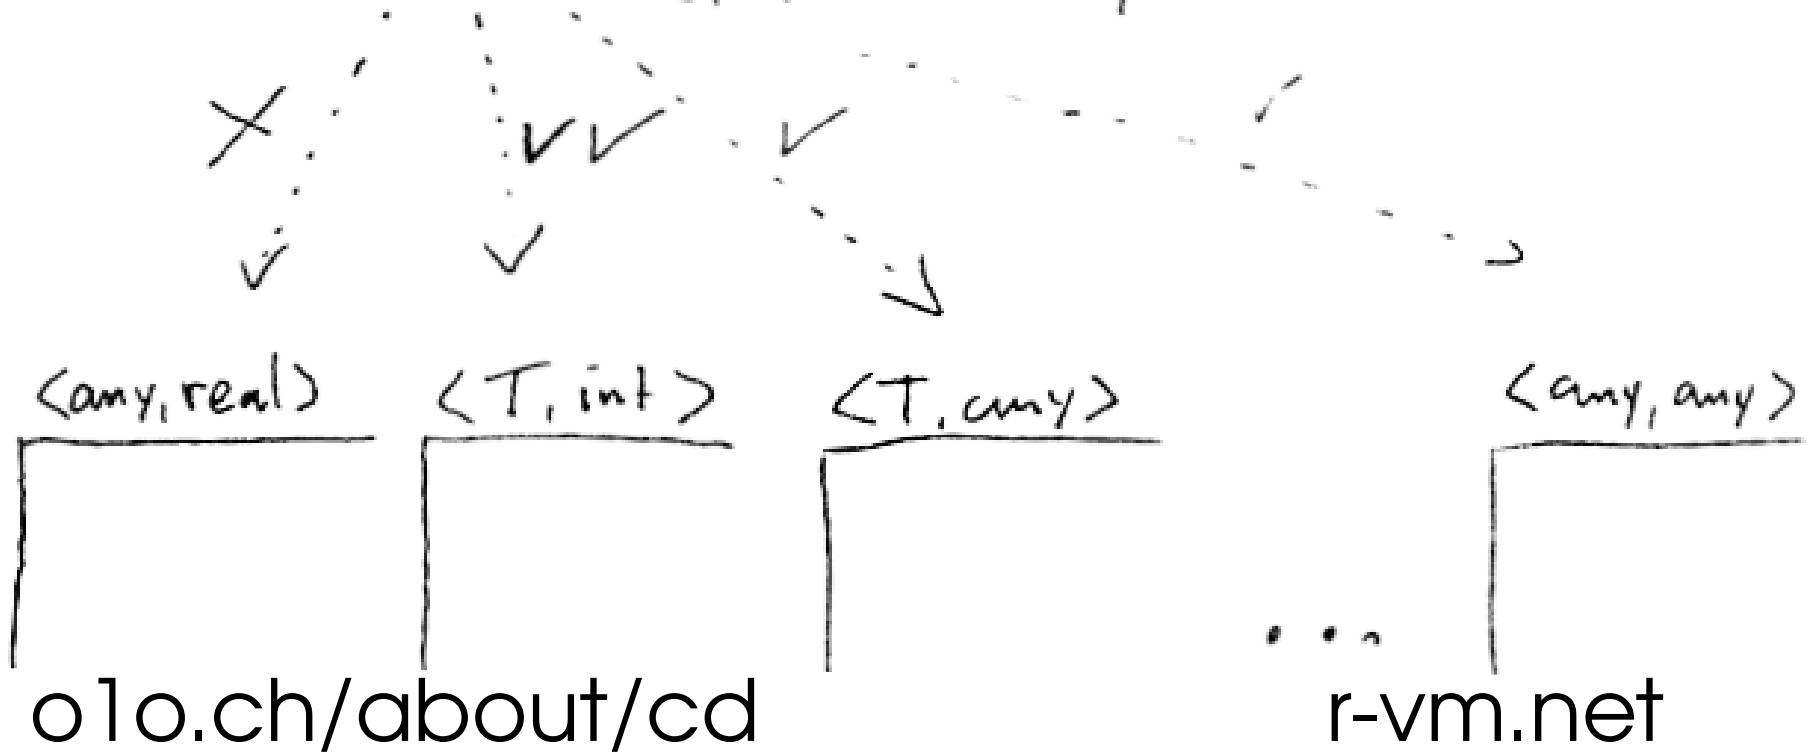 <any, real> <T, int> <T, any> <any, any>
...
o1o.ch/about/cd r-vm.net